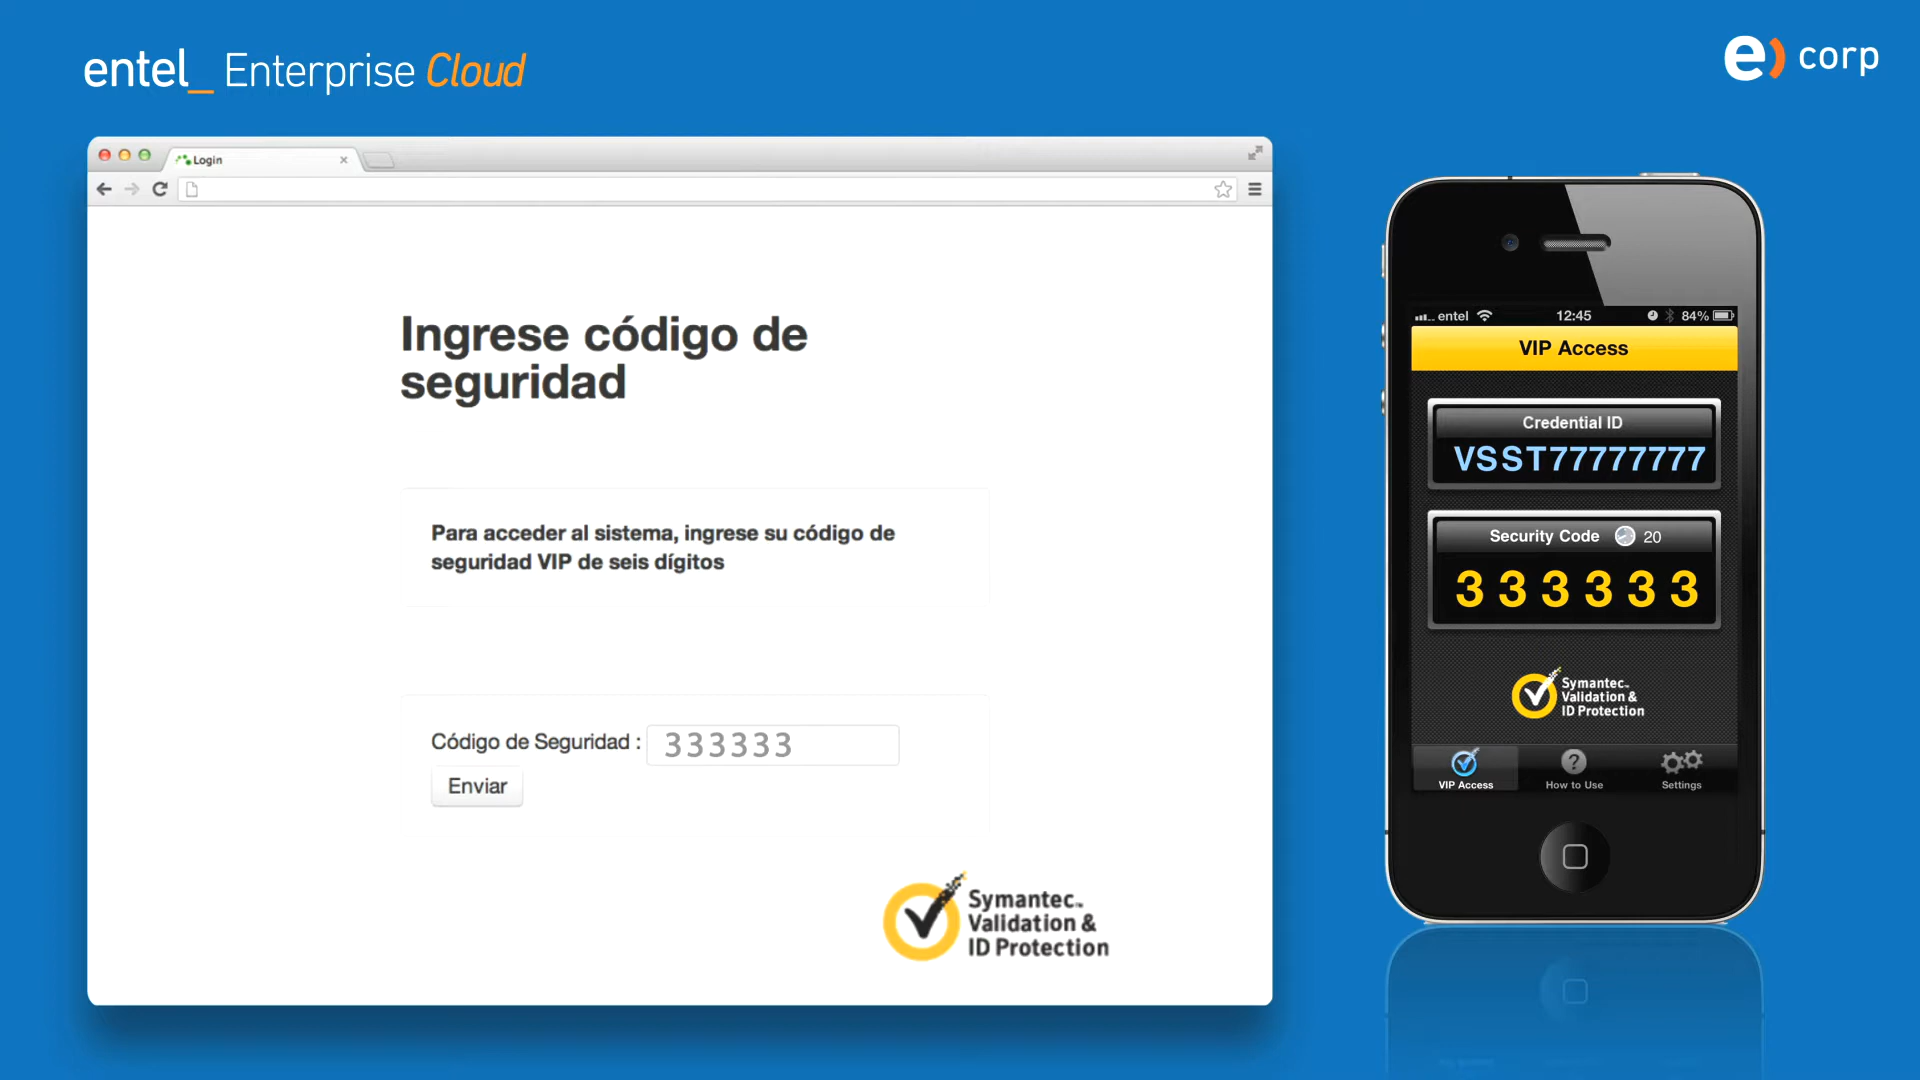 entel_ Enterprise Cloud
e) corp
Login
Ingrese código de
seguridad
Para acceder al sistema, ingrese su código de
seguridad VIP de seis dígitos
Código de Seguridad : 333333
Enviar
Symantec™
Validation &
ID Protection
entel 12:45 84%
VIP Access
Credential ID
VSST77777777
Security Code 20
333333
Symantec™
Validation &
ID Protection
VIP Access How to Use Settings